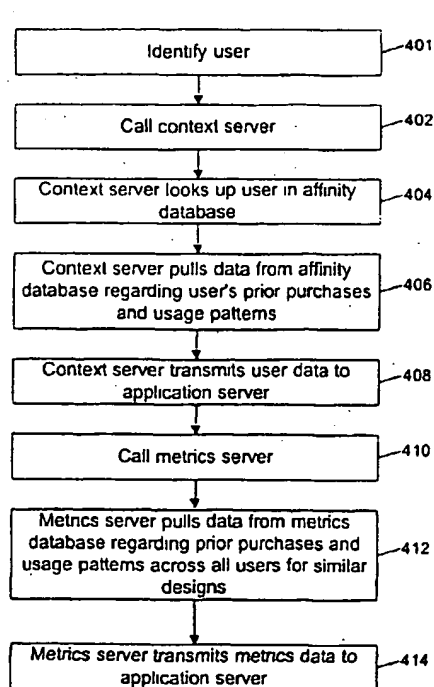 Identify user
401
Call context server
402
Context server looks up user in affinity
database
404
Context server pulls data from affinity
database regarding user's prior purchases
and usage patterns
406
Context server transmits user data to
application server
408
Call metrics server
410
Metrics server pulls data from metrics
database regarding prior purchases and
usage patterns across all users for similar
designs
412
Metrics server transmits metrics data to
application server
414